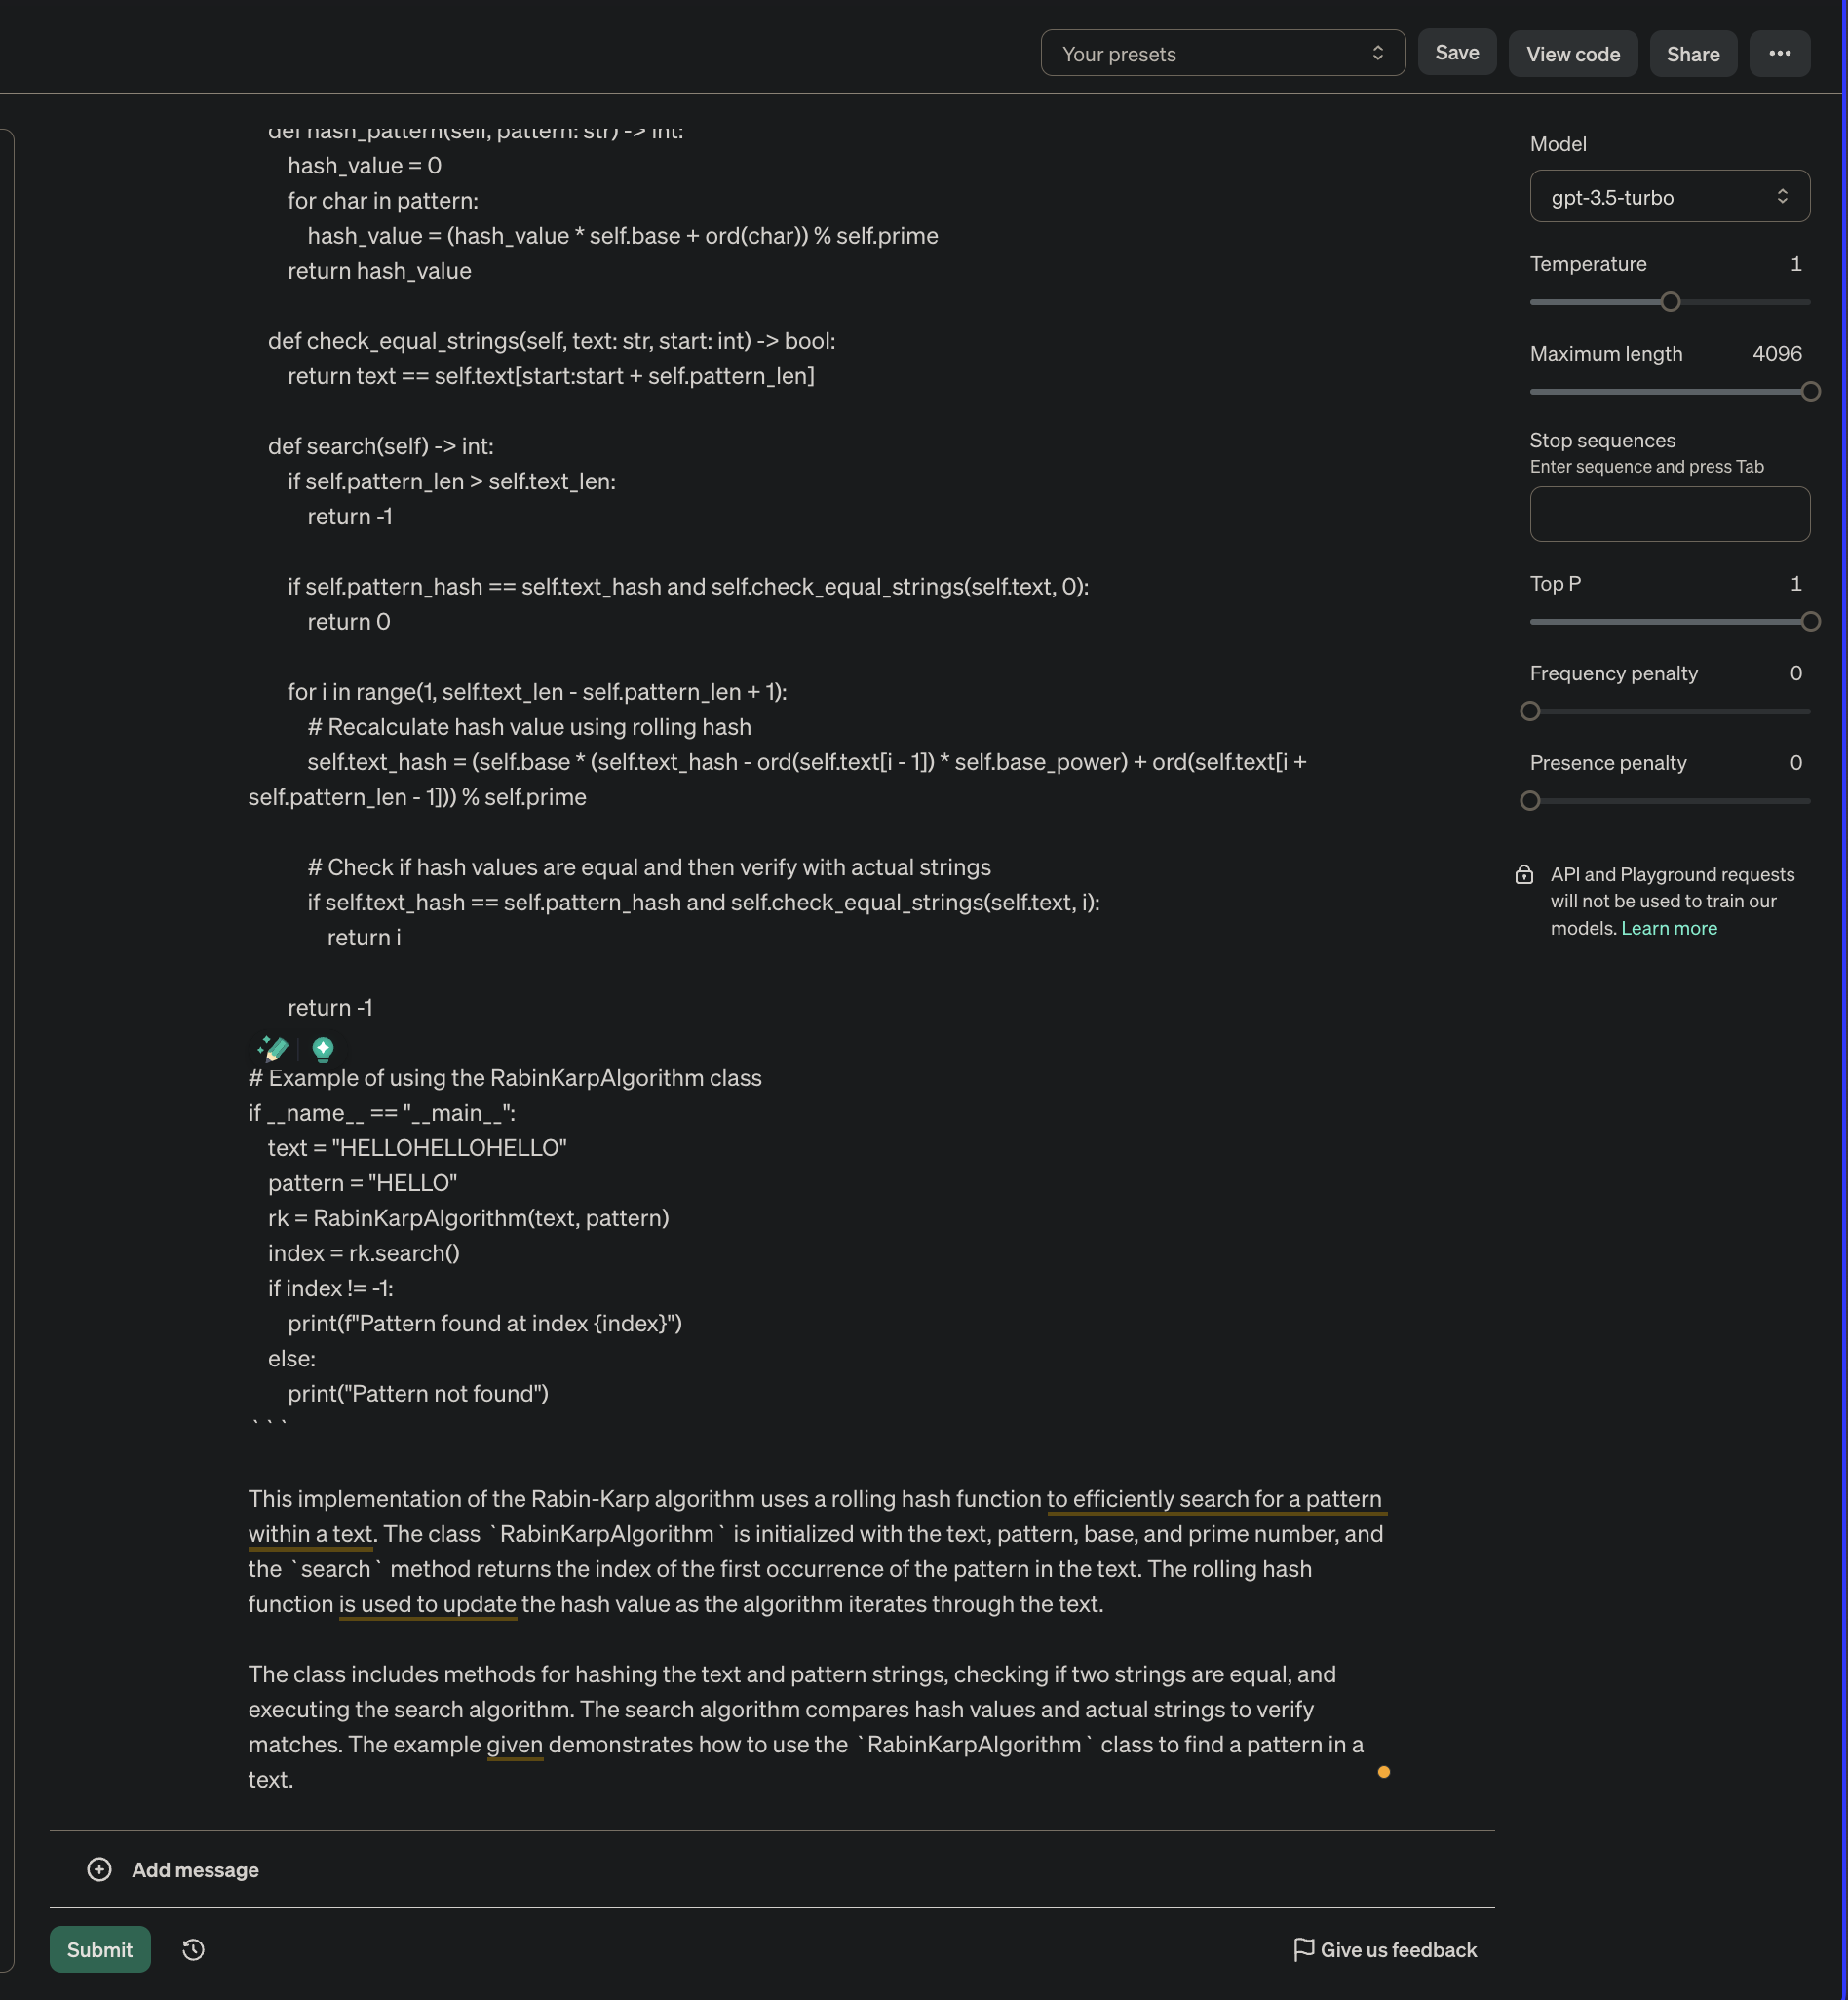 Your presets
Save
View code
Share
def hash_pattern(self, pattern: str) -> int:
hash_value = 0
for char in pattern:
hash_value = (hash_value * self.base + ord(char)) % self.prime
return hash_value
def check_equal_strings(self, text: str, start: int) -> bool:
return text == self.text[start:start + self.pattern_len]
def search(self) -> int:
if self.pattern_len > self.text_len:
return -1
if self.pattern_hash == self.text_hash and self.check_equal_strings(self.text, 0):
return 0
for i in range(1, self.text_len - self.pattern_len + 1):
# Recalculate hash value using rolling hash
self.text_hash = (self.base * (self.text_hash - ord(self.text[i - 1]) * self.base_power) + ord(self.text[i +
self.pattern_len - 1])) % self.prime
# Check if hash values are equal and then verify with actual strings
if self.text_hash == self.pattern_hash and self.check_equal_strings(self.text, i):
return i
return -1
# Example of using the RabinKarpAlgorithm class
if __name__ == "__main__":
text = "HELLOHELLOHELLO"
pattern = "HELLO"
rk = RabinKarpAlgorithm(text, pattern)
index = rk.search()
if index != -1:
print(f"Pattern found at index {index}")
else:
print("Pattern not found")
```
This implementation of the Rabin-Karp algorithm uses a rolling hash function to efficiently search for a pattern
within a text. The class `RabinKarpAlgorithm` is initialized with the text, pattern, base, and prime number, and
the `search` method returns the index of the first occurrence of the pattern in the text. The rolling hash
function is used to update the hash value as the algorithm iterates through the text.
The class includes methods for hashing the text and pattern strings, checking if two strings are equal, and
executing the search algorithm. The search algorithm compares hash values and actual strings to verify
matches. The example given demonstrates how to use the `RabinKarpAlgorithm` class to find a pattern in a
text.
Add message
Submit
Give us feedback
Model
gpt-3.5-turbo
Temperature 1
Maximum length 4096
Stop sequences
Enter sequence and press Tab
Top P 1
Frequency penalty 0
Presence penalty 0
API and Playground requests
will not be used to train our
models. Learn more